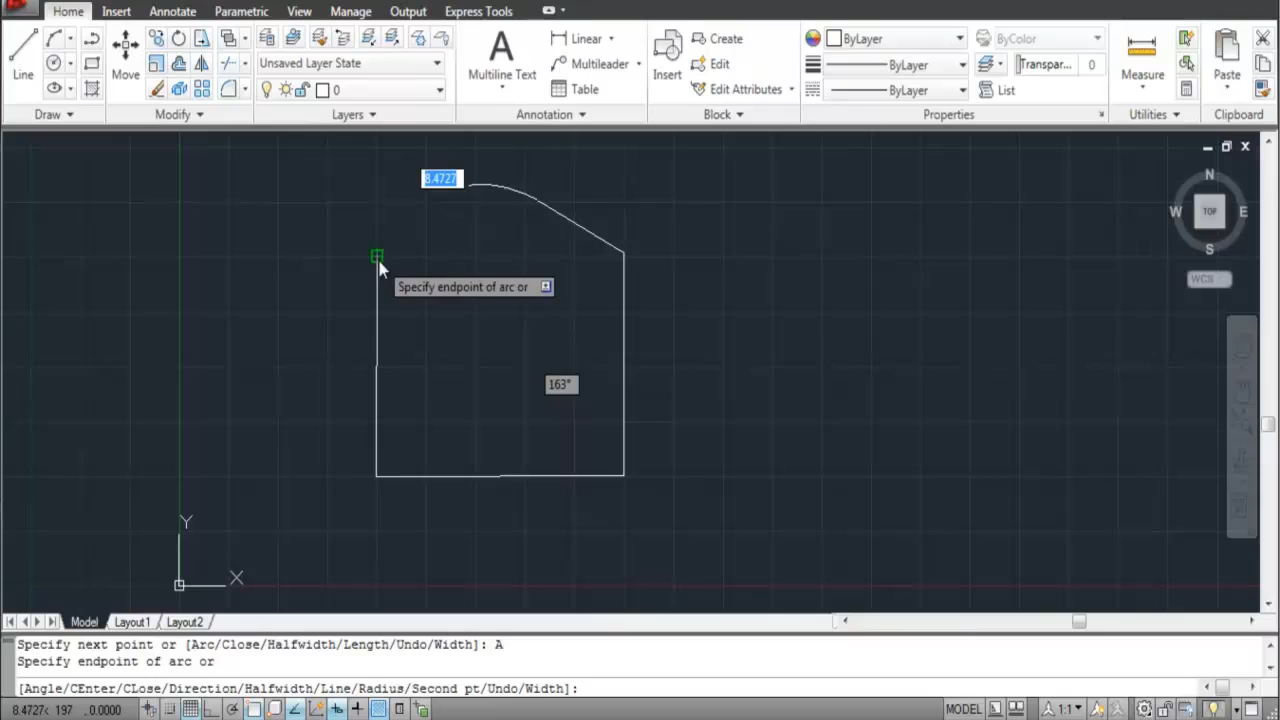 Home Insert Annotate Parametric View Manage Output Express Tools
Line
Move
Unsaved Layer State
0
Draw
Modify
Layers
Multiline Text
Linear
Multileader
Table
Annotation
Insert
Create
Edit
Edit Attributes
Block
ByLayer
ByLayer
ByLayer
ByColor
Transpar... 0
List
Properties
Measure
Utilities
Paste
Clipboard
8.4727
Specify endpoint of arc or
163°
N
W TOP E
S
WCS
Y
X
Model Layout1 Layout2
Specify next point or [Arc/Close/Halfwidth/Length/Undo/Width]: A
Specify endpoint of arc or
[Angle/CEnter/CLose/Direction/Halfwidth/Line/Radius/Second pt/Undo/Width]:
8.4727< 197 , 0.0000
MODEL
1:1